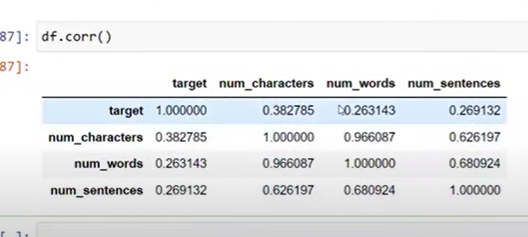 87]: df.corr()
87]:
target num_characters num_words num_sentences
target 1.000000 0.382785 0.263143 0.269132
num_characters 0.382785 1.000000 0.966087 0.626197
num_words 0.263143 0.966087 1.000000 0.680924
num_sentences 0.269132 0.626197 0.680924 1.000000
]: